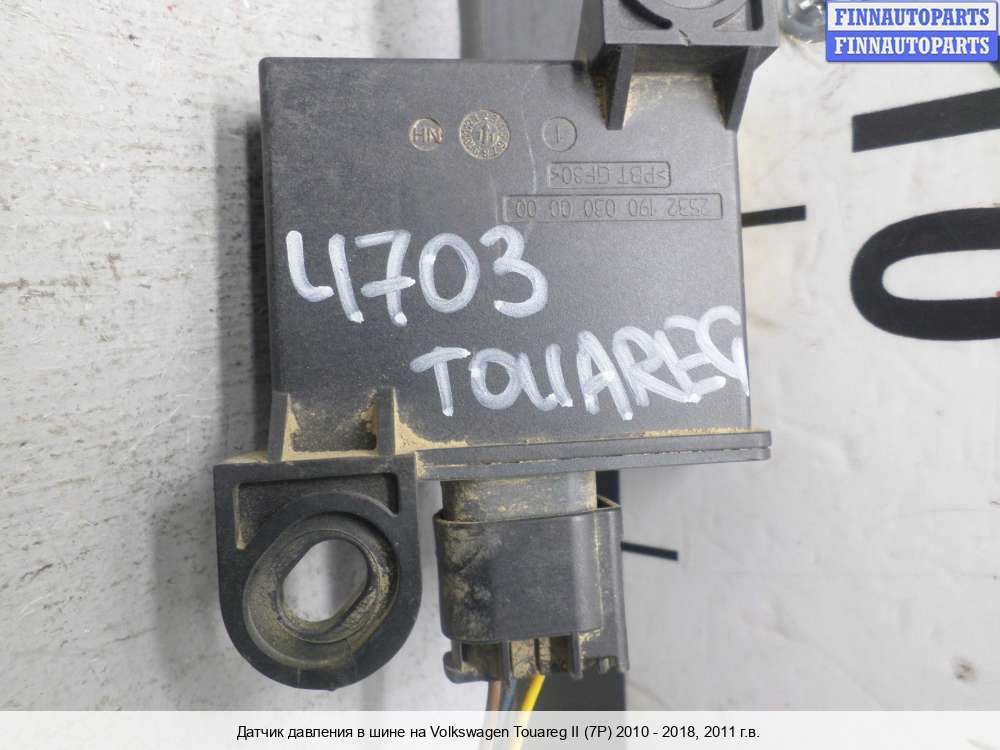 FINNAUTOPARTS
FINNAUTOPARTS
HN
1
>PBT GF30<
2532 190 030 00 00
4703
TOUAREG
Датчик давления в шине на Volkswagen Touareg II (7P) 2010 - 2018, 2011 г.в.